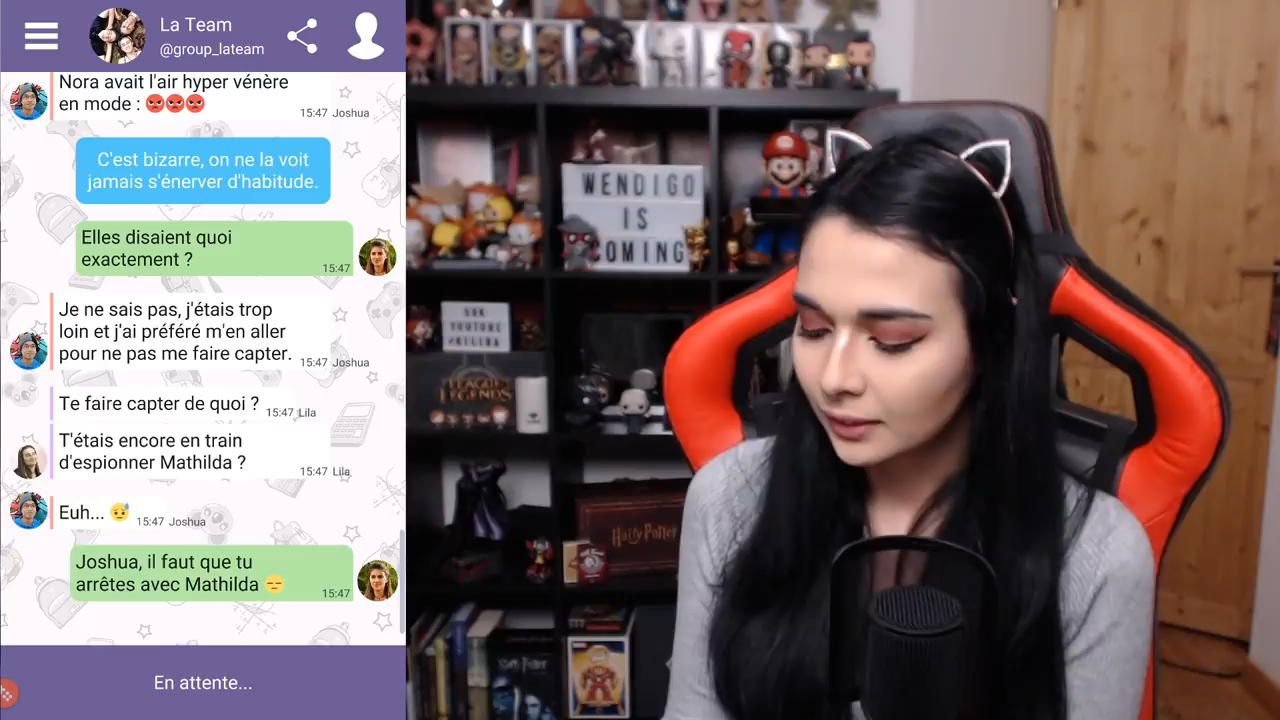 La Team
@group_lateam
Nora avait l'air hyper vénère
en mode : 😡😡😡
15:47 Joshua
C'est bizarre, on ne la voit
jamais s'énerver d'habitude.
Elles disaient quoi
exactement ?
15:47
Je ne sais pas, j'étais trop
loin et j'ai préféré m'en aller
pour ne pas me faire capter.
15:47 Joshua
Te faire capter de quoi ?
15:47 Lila
T'étais encore en train
d'espionner Mathilda ?
15:47 Lila
Euh... 😓
15:47 Joshua
Joshua, il faut que tu
arrêtes avec Mathilda 😑
15:47
En attente...
WENDIGO
IS
COMING
YOUTUBE
LEAGUE OF
LEGENDS
Harry Potter
Harry Potter